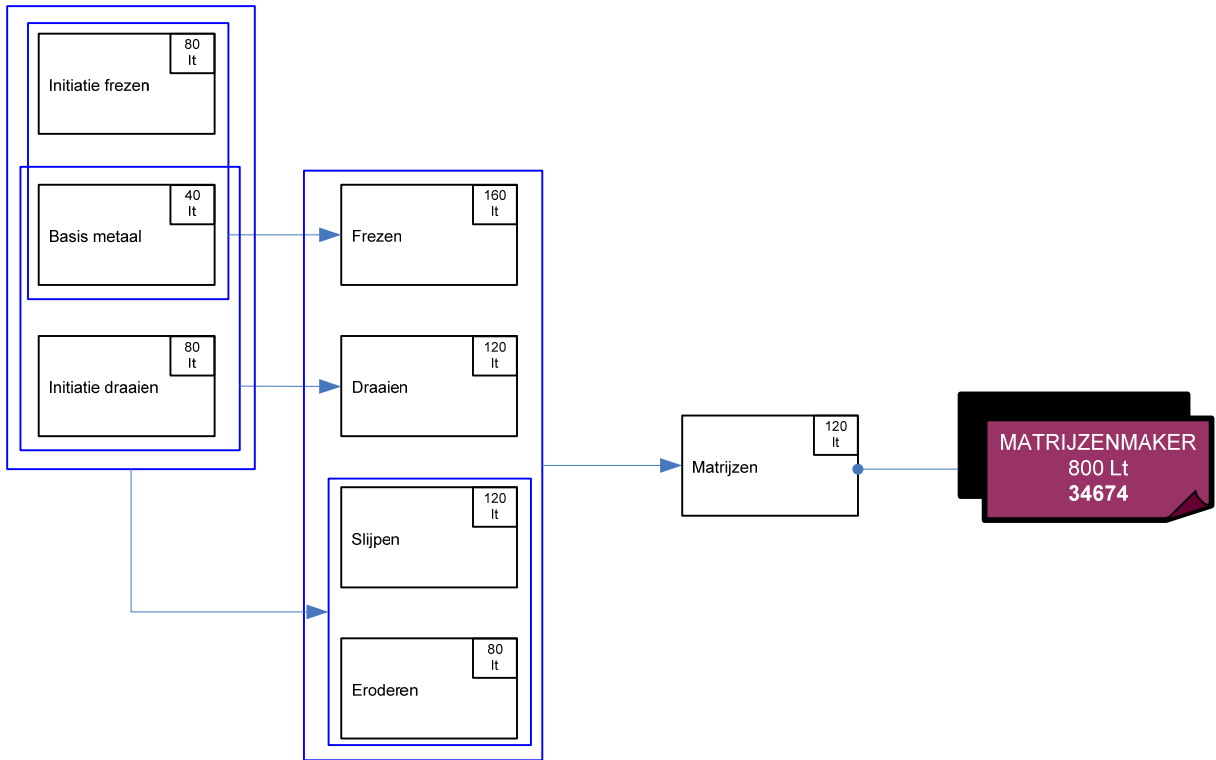 80
lt
Initiatie frezen
40
lt
Basis metaal
80
lt
Initiatie draaien
160
lt
Frezen
120
lt
Draaien
120
lt
Slijpen
80
lt
Eroderen
120
lt
Matrijzen
MATRIJZENMAKER
800 Lt
34674